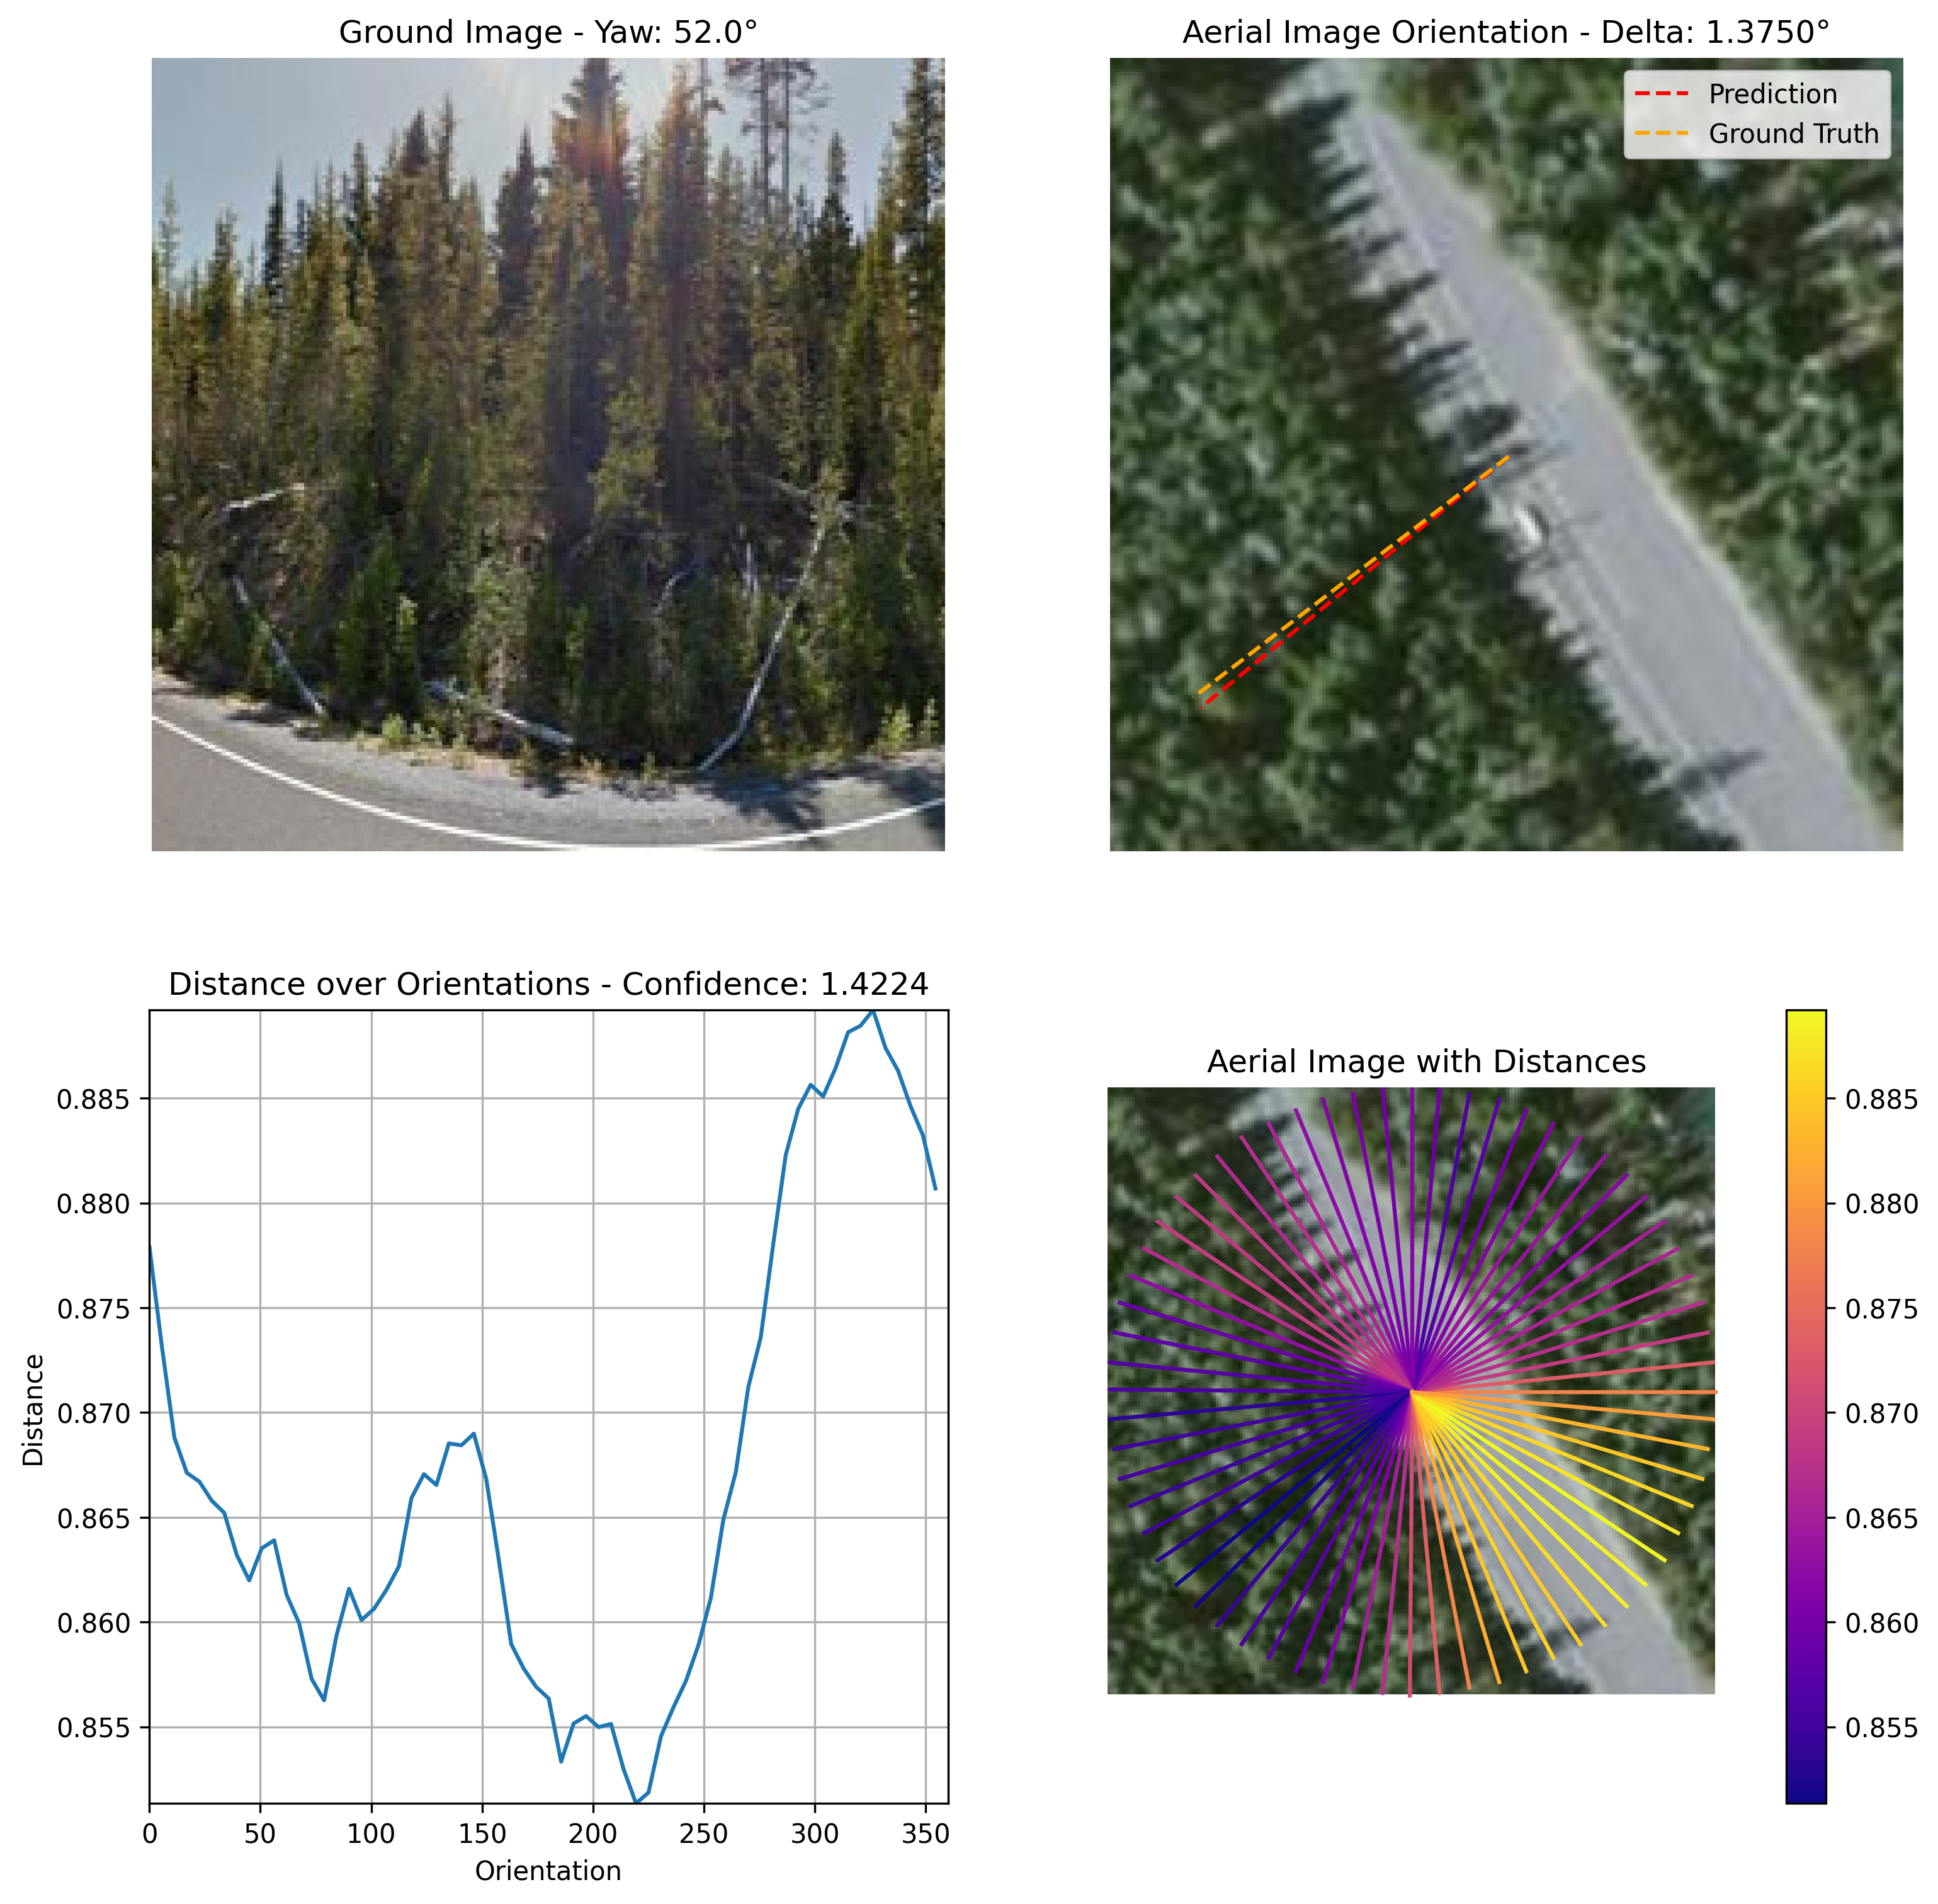 Ground Image - Yaw: 52.0°
Aerial Image Orientation - Delta: 1.3750°
Prediction
Ground Truth
Distance over Orientations - Confidence: 1.4224
0.885
0.880
0.875
0.870
0.865
0.860
0.855
Distance
0
50
100
150
200
250
300
350
Orientation
Aerial Image with Distances
0.885
0.880
0.875
0.870
0.865
0.860
0.855